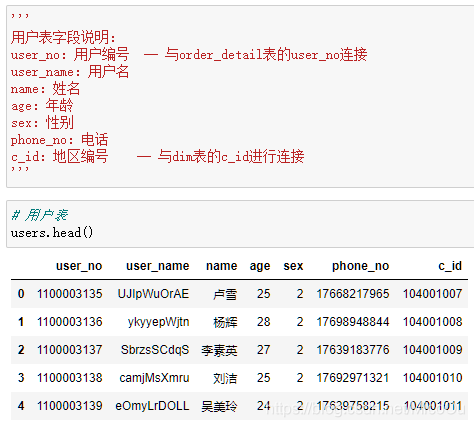 '''
用户表字段说明:
user_no: 用户编号 — 与order_detail表的user_no连接
user_name: 用户名
name: 姓名
age: 年龄
sex: 性别
phone_no: 电话
c_id: 地区编号 — 与dim表的c_id进行连接
'''
# 用户表
users.head()
user_no user_name name age sex phone_no c_id
0 1100003135 UJIpWuOrAE 卢雪 25 2 17668217965 104001007
1 1100003136 ykyyepWjtn 杨辉 28 2 17698948844 104001008
2 1100003137 SbrzsSCdqS 李素英 27 2 17639183776 104001009
3 1100003138 camjMsXmru 刘洁 25 2 17692971321 104001010
4 1100003139 eOmyLrDOLL 吴美玲 24 2 17639758215 104001011